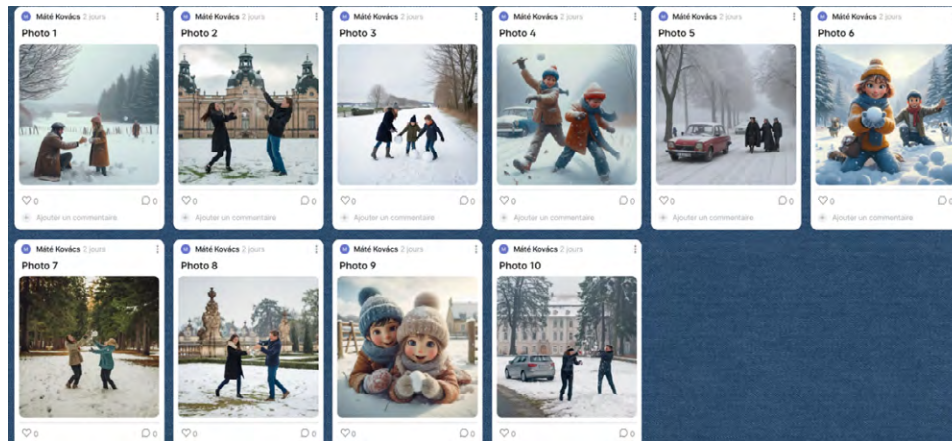 M Máté Kovács 2 jours
Photo 1
0 0
Ajouter un commentaire
M Máté Kovács 2 jours
Photo 2
0 0
Ajouter un commentaire
M Máté Kovács 2 jours
Photo 3
0 0
Ajouter un commentaire
M Máté Kovács 2 jours
Photo 4
0 0
Ajouter un commentaire
M Máté Kovács 2 jours
Photo 5
0 0
Ajouter un commentaire
M Máté Kovács 2 jours
Photo 6
0 0
Ajouter un commentaire
M Máté Kovács 2 jours
Photo 7
0 0
M Máté Kovács 2 jours
Photo 8
0 0
M Máté Kovács 2 jours
Photo 9
0 0
M Máté Kovács 2 jours
Photo 10
0 0